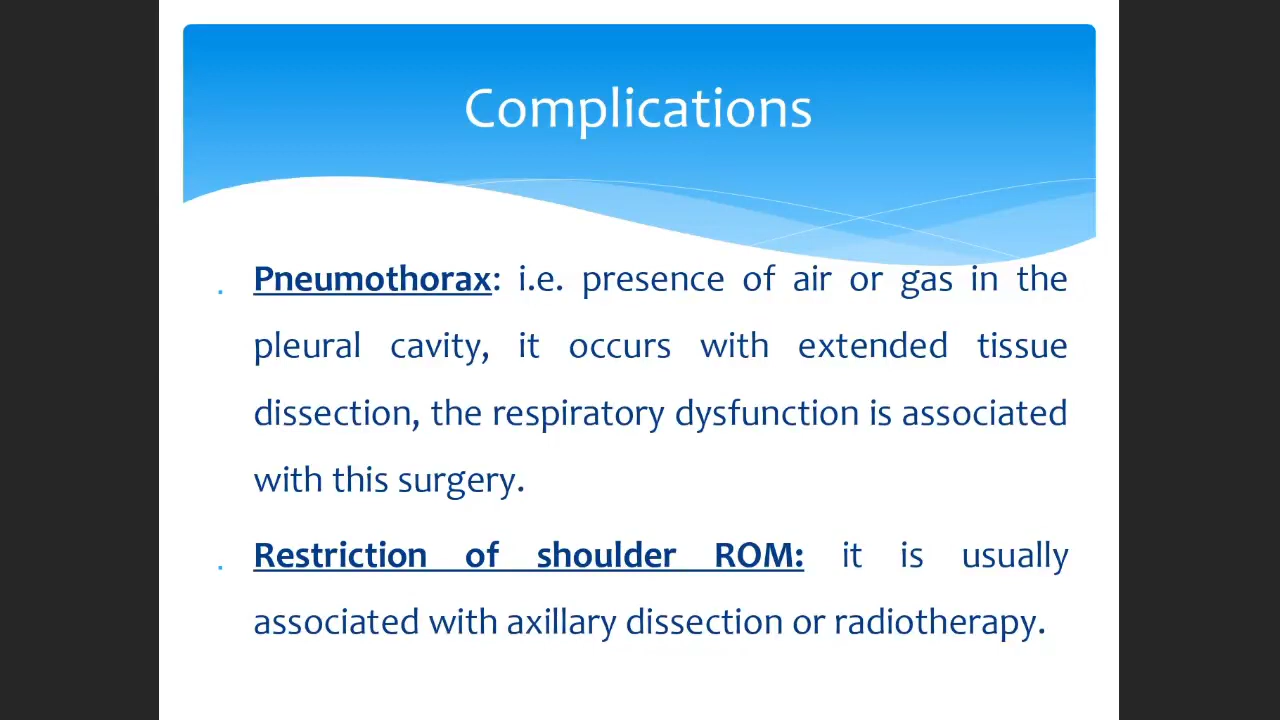 Complications
. Pneumothorax: i.e. presence of air or gas in the
pleural cavity, it occurs with extended tissue
dissection, the respiratory dysfunction is associated
with this surgery.
. Restriction of shoulder ROM: it is usually
associated with axillary dissection or radiotherapy.